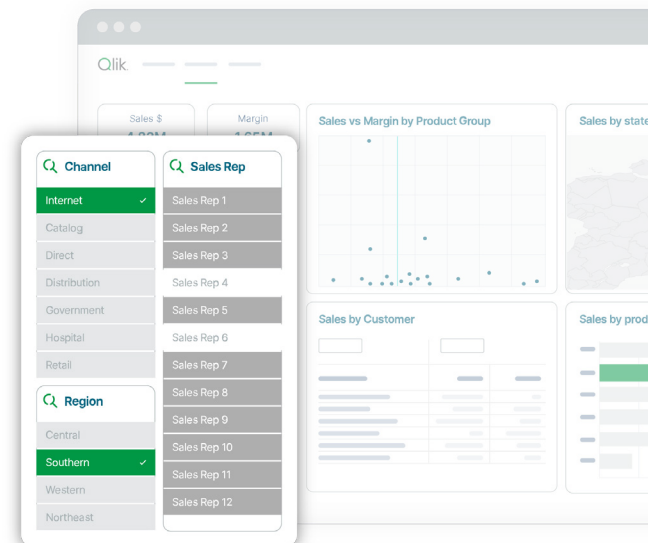 Qlik
Sales $
Margin
Sales vs Margin by Product Group
Sales by state
Channel
Internet
Catalog
Direct
Distribution
Government
Hospital
Retail
Region
Central
Southern
Western
Northeast
Sales Rep
Sales Rep 1
Sales Rep 2
Sales Rep 3
Sales Rep 4
Sales Rep 5
Sales Rep 6
Sales Rep 7
Sales Rep 8
Sales Rep 9
Sales Rep 10
Sales Rep 11
Sales Rep 12
Sales by Customer
Sales by prod